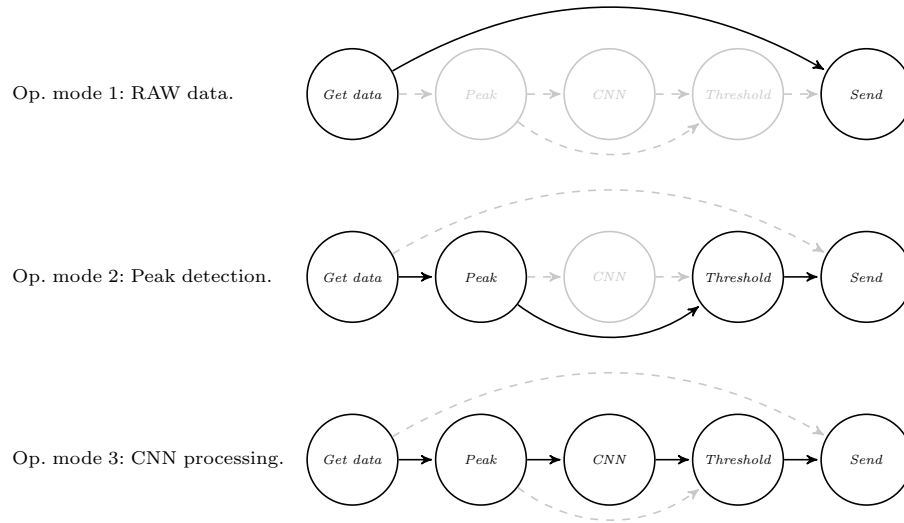 Op. mode 1: RAW data. Get data Peak CNN Threshold Send
Op. mode 2: Peak detection. Get data Peak CNN Threshold Send
Op. mode 3: CNN processing. Get data Peak CNN Threshold Send